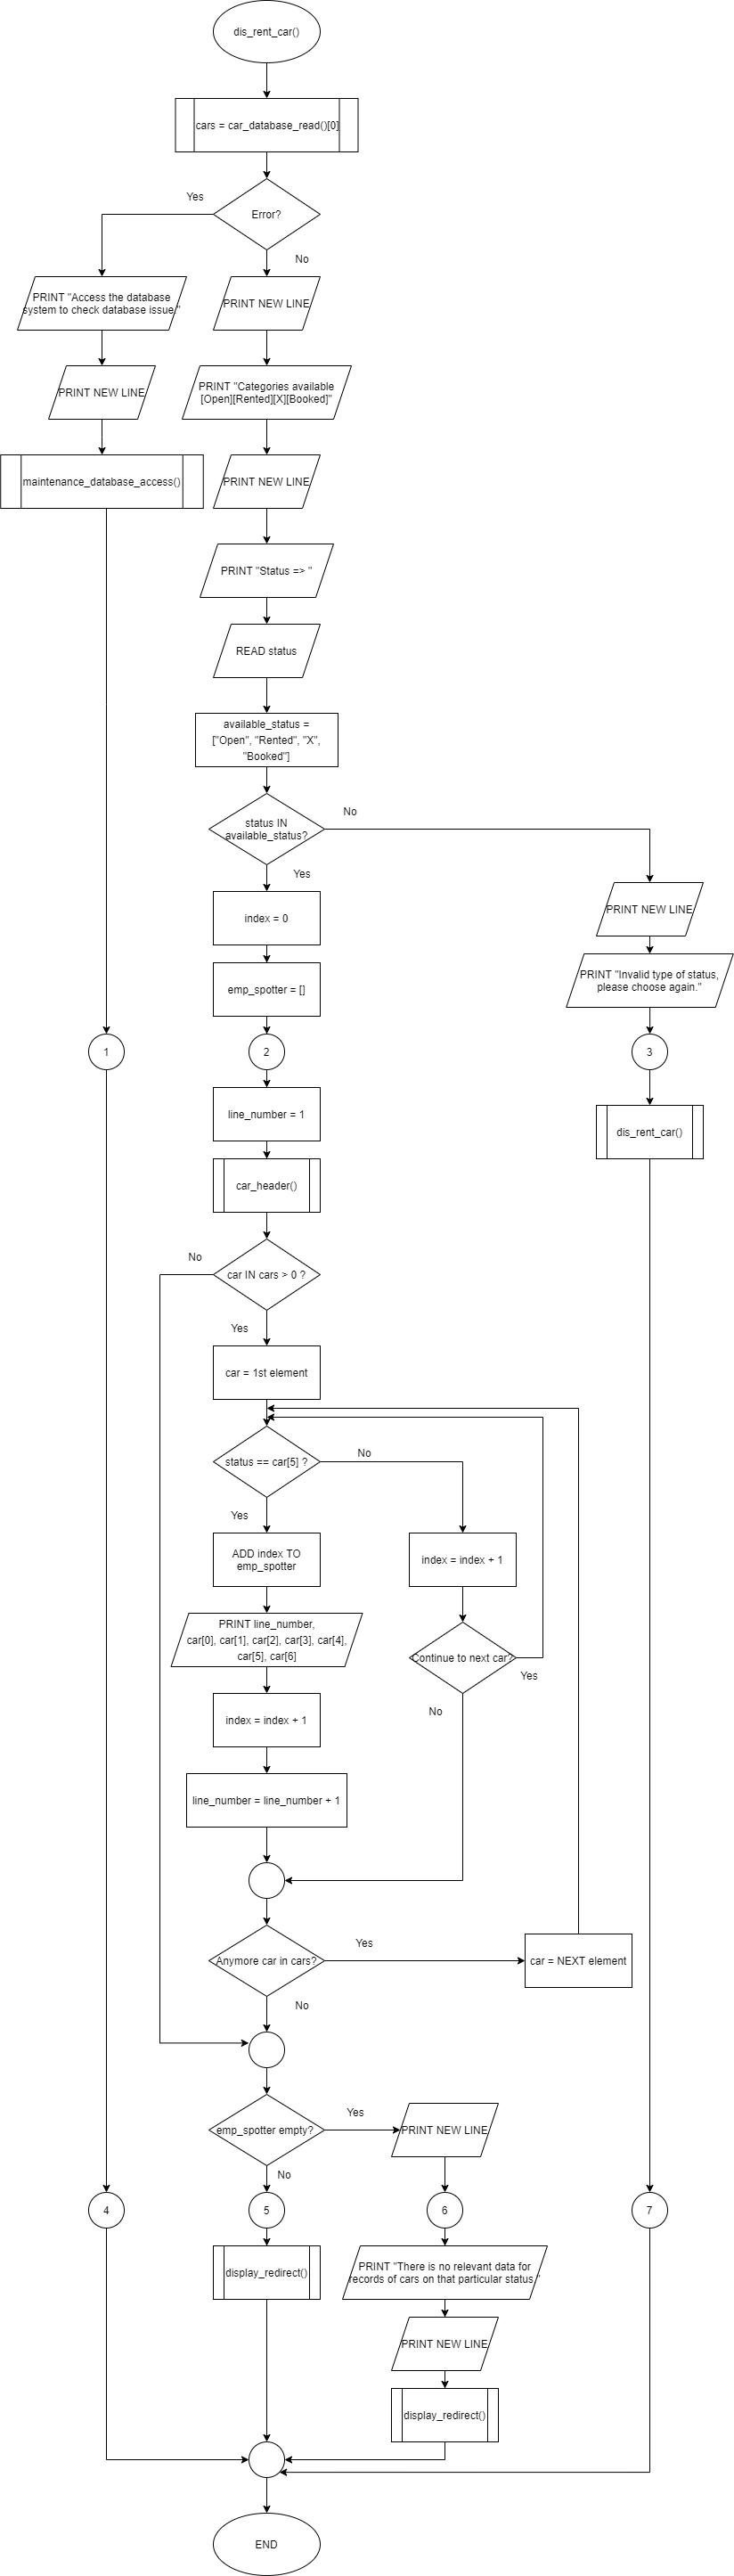 dis_rent_car()
cars = car_database_read()[0]
Yes
Error?
No
PRINT "Access the database
system to check database issue."
PRINT NEW LINE
PRINT NEW LINE
PRINT "Categories available
[Open][Rented][X][Booked]"
maintenance_database_access()
PRINT NEW LINE
PRINT "Status => "
READ status
available_status =
["Open", "Rented", "X",
"Booked"]
status IN
available_status?
No
Yes
index = 0
PRINT NEW LINE
emp_spotter = []
PRINT "Invalid type of status,
please choose again."
1
2
3
line_number = 1
dis_rent_car()
car_header()
No
car IN cars > 0 ?
Yes
car = 1st element
status == car[5] ?
No
Yes
ADD index TO
emp_spotter
index = index + 1
PRINT line_number,
car[0], car[1], car[2], car[3], car[4],
car[5], car[6]
Continue to next car?
Yes
No
index = index + 1
line_number = line_number + 1
Anymore car in cars?
Yes
car = NEXT element
No
emp_spotter empty?
Yes
PRINT NEW LINE
No
4
5
6
7
display_redirect()
PRINT "There is no relevant data for
records of cars on that particular status."
PRINT NEW LINE
display_redirect()
END